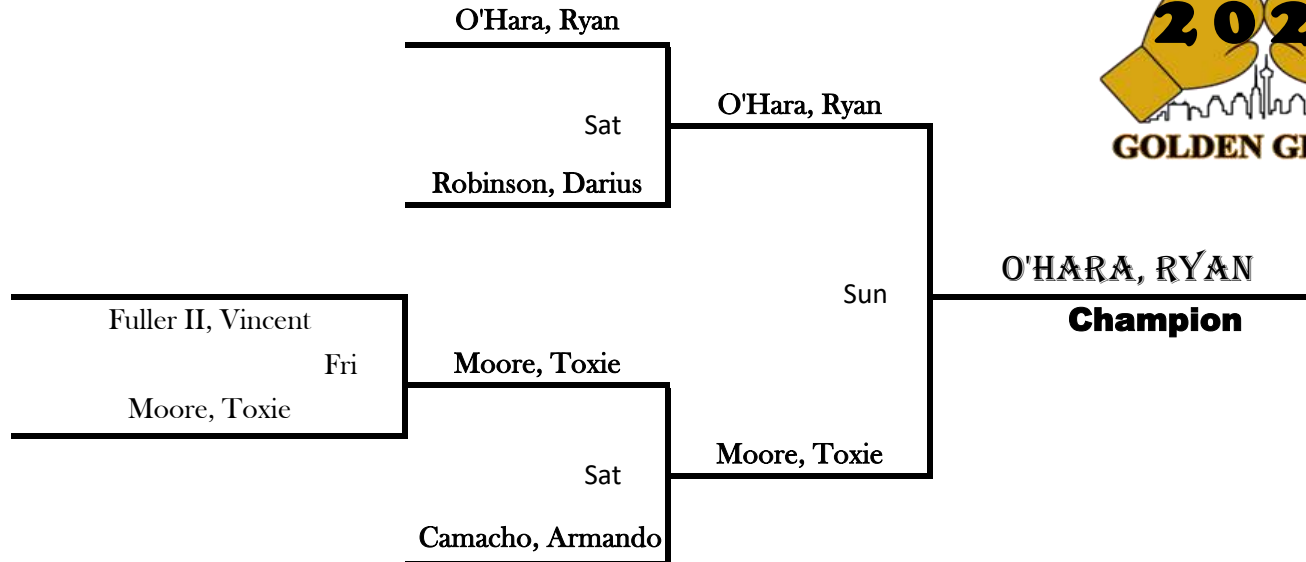 O'Hara, Ryan
202
O'Hara, Ryan
Sat
GOLDEN
Robinson, Darius
O'HARA, RYAN
Sun
Champion
Fuller II, Vincent
Fri
Moore, Toxie
Moore, Toxie
Moore, Toxie
Sat
Camacho, Armando